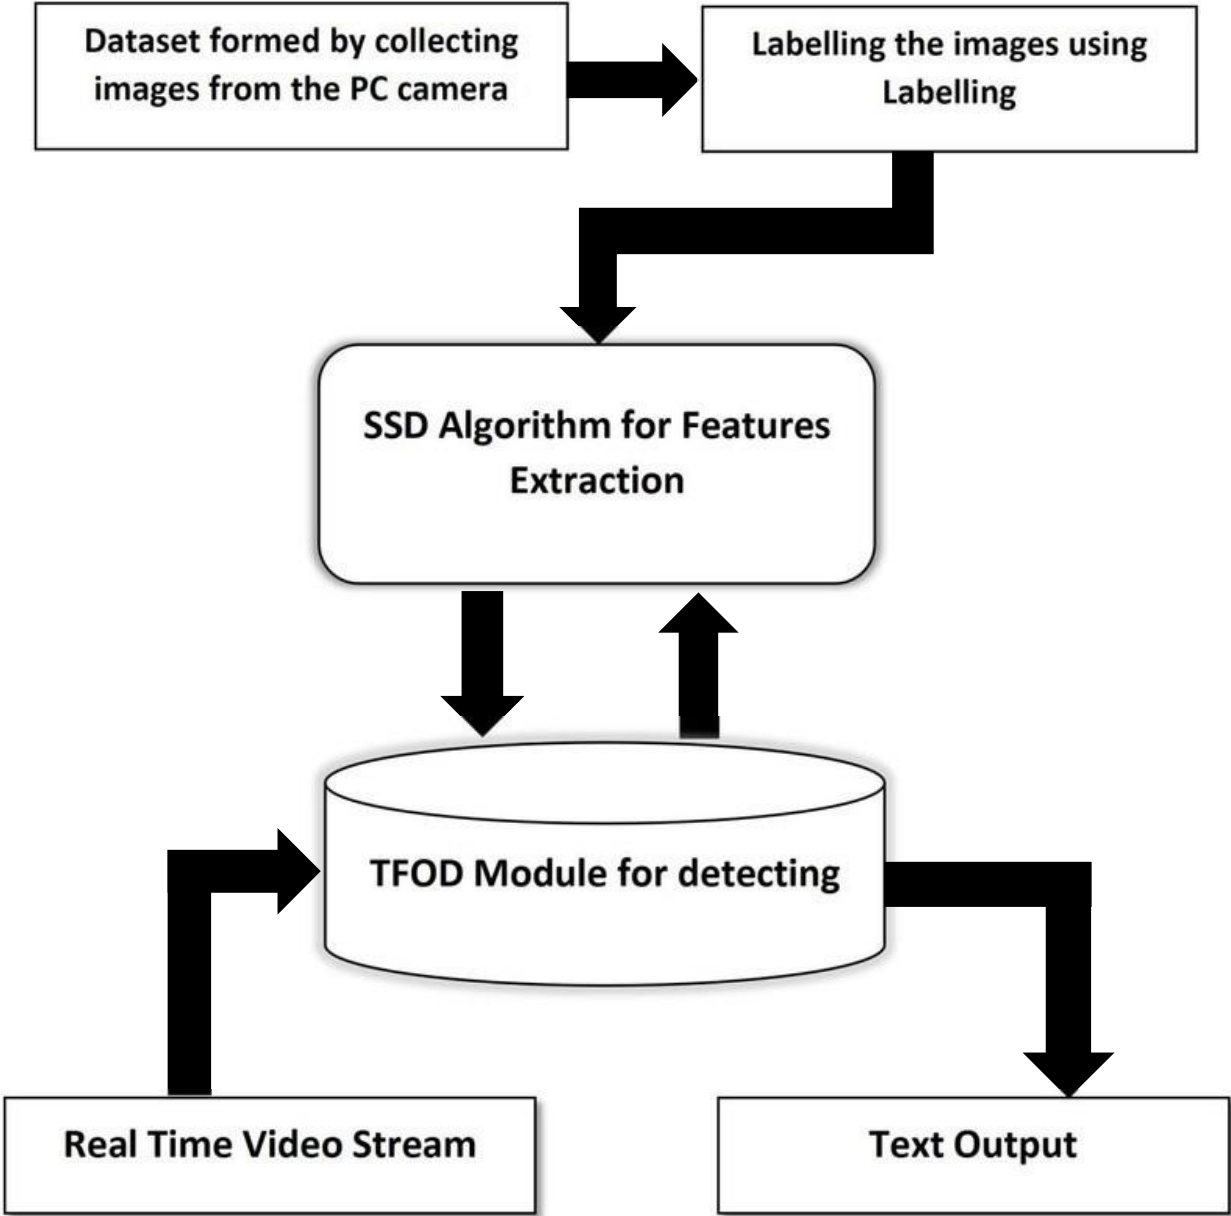 Dataset formed by collecting
images from the PC camera
Labelling the images using
Labelling
SSD Algorithm for Features
Extraction
TFOD Module for detecting
Real Time Video Stream
Text Output